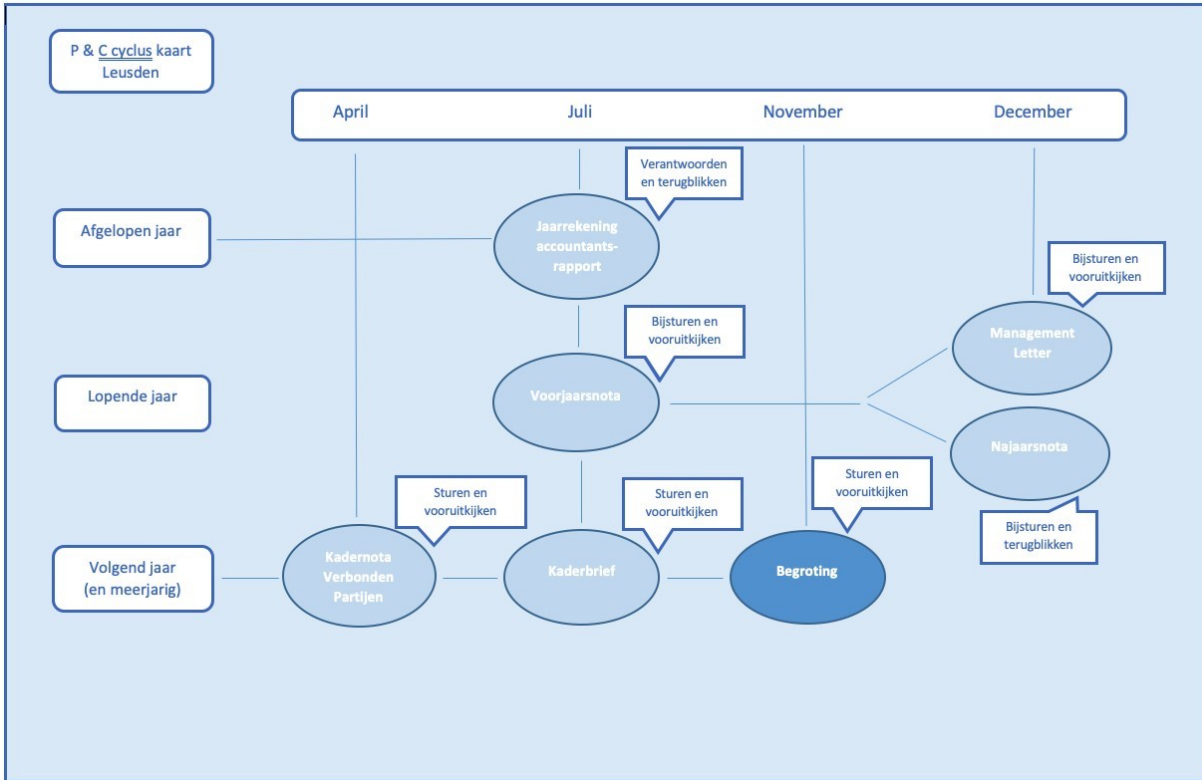 P & C cyclus kaart
Leusden
April
Juli
November
December
Verantwoorden
en terugblikken
Afgelopen jaar
Jaarrekening
accountants-
rapport
Bijsturen en
vooruitkijken
Bijsturen en
vooruitkijken
Management
Letter
Lopende jaar
Voorjaarsnota
Najaarsnota
Sturen en
vooruitkijken
Sturen en
vooruitkijken
Sturen en
vooruitkijken
Bijsturen en
terugblikken
Volgend jaar
(en meerjarig)
Kadernota
Verbonden
Partijen
Kaderbrief
Begroting